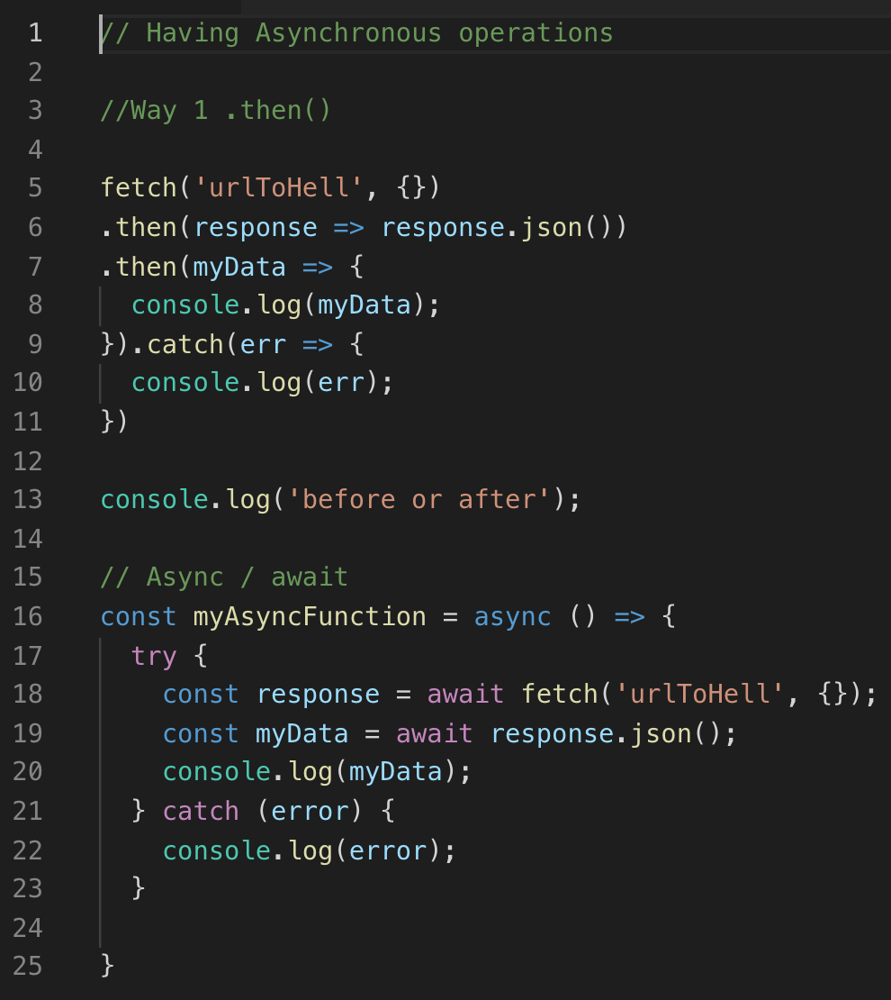 1 // Having Asynchronous operations
2
3 //Way 1 .then()
4
5 fetch('urlToHell', {})
6 .then(response => response.json())
7 .then(myData => {
8   console.log(myData);
9 }).catch(err => {
10   console.log(err);
11 })
12
13 console.log('before or after');
14
15 // Async / await
16 const myAsyncFunction = async () => {
17   try {
18     const response = await fetch('urlToHell', {});
19     const myData = await response.json();
20     console.log(myData);
21   } catch (error) {
22     console.log(error);
23   }
24
25 }